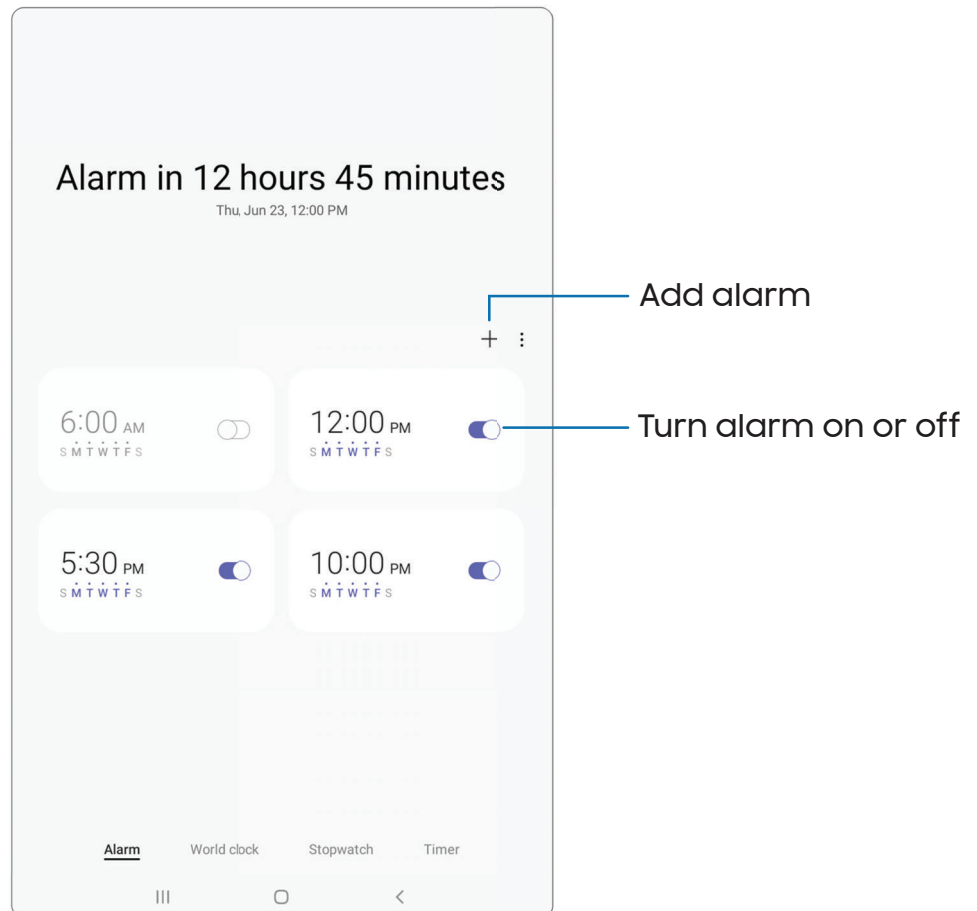 Alarm in 12 hours 45 minutes
Thu, Jun 23, 12:00 PM
Add alarm
6:00 AM
S M T W T F S
12:00 PM
S M T W T F S
Turn alarm on or off
5:30 PM
S M T W T F S
10:00 PM
S M T W T F S
Alarm World clock Stopwatch Timer